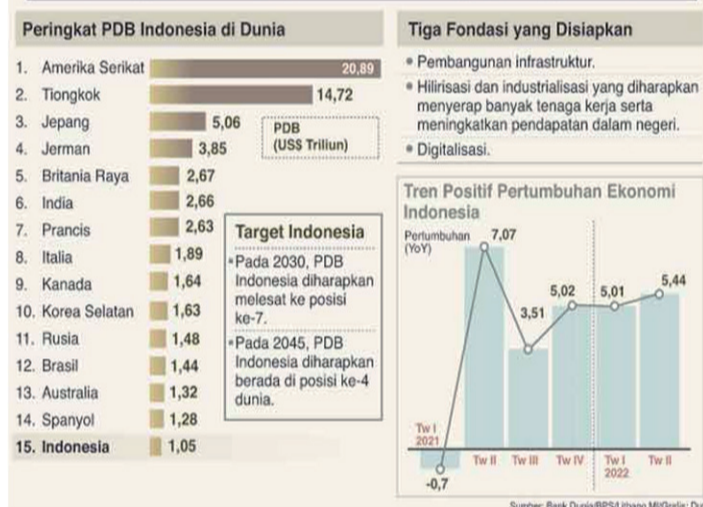 Peringkat PDB Indonesia di Dunia
1. Amerika Serikat 20,89
2. Tiongkok 14,72
3. Jepang 5,06
4. Jerman 3,85
5. Britania Raya 2,67
6. India 2,66
7. Prancis 2,63
8. Italia 1,89
9. Kanada 1,64
10. Korea Selatan 1,63
11. Rusia 1,48
12. Brasil 1,44
13. Australia 1,32
14. Spanyol 1,28
15. Indonesia 1,05
PDB
(US$ Triliun)
Target Indonesia
Pada 2030, PDB
Indonesia diharapkan
melesat ke posisi
ke-7.
Pada 2045, PDB
Indonesia diharapkan
berada di posisi ke-4
dunia.
Tiga Fondasi yang Disiapkan
• Pembangunan infrastruktur.
• Hilirisasi dan industrialisasi yang diharapkan
menyerap banyak tenaga kerja serta
meningkatkan pendapatan dalam negeri.
• Digitalisasi.
Tren Positif Pertumbuhan Ekonomi
Indonesia
Pertumbuhan
(YoY)
7,07
3,51
5,02
5,01
5,44
-0,7
Tw I
2021
Tw II
Tw III
Tw IV
Tw I
2022
Tw II
Sumber: Bank Dunia/BPS/Litbang MI/Grafis: